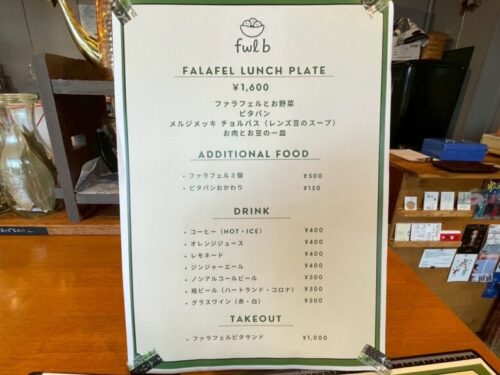 fwl b
FALAFEL LUNCH PLATE
¥1,600
ファラフェルとお野菜
ピタパン
メルジメッキ チョルバス（レンズ豆のスープ）
お肉とお豆の一皿
ADDITIONAL FOOD
・ファラフェル３個 ¥500
・ピタパンおかわり ¥150
DRINK
・コーヒー（HOT・ICE） ¥400
・オレンジジュース ¥400
・レモネード ¥400
・ジンジャーエール ¥400
・ノンアルコールビール ¥500
・瓶ビール（ハートランド・コロナ） ¥500
・グラスワイン（赤・白） ¥500
TAKEOUT
・ファラフェルピタサンド ¥1,000